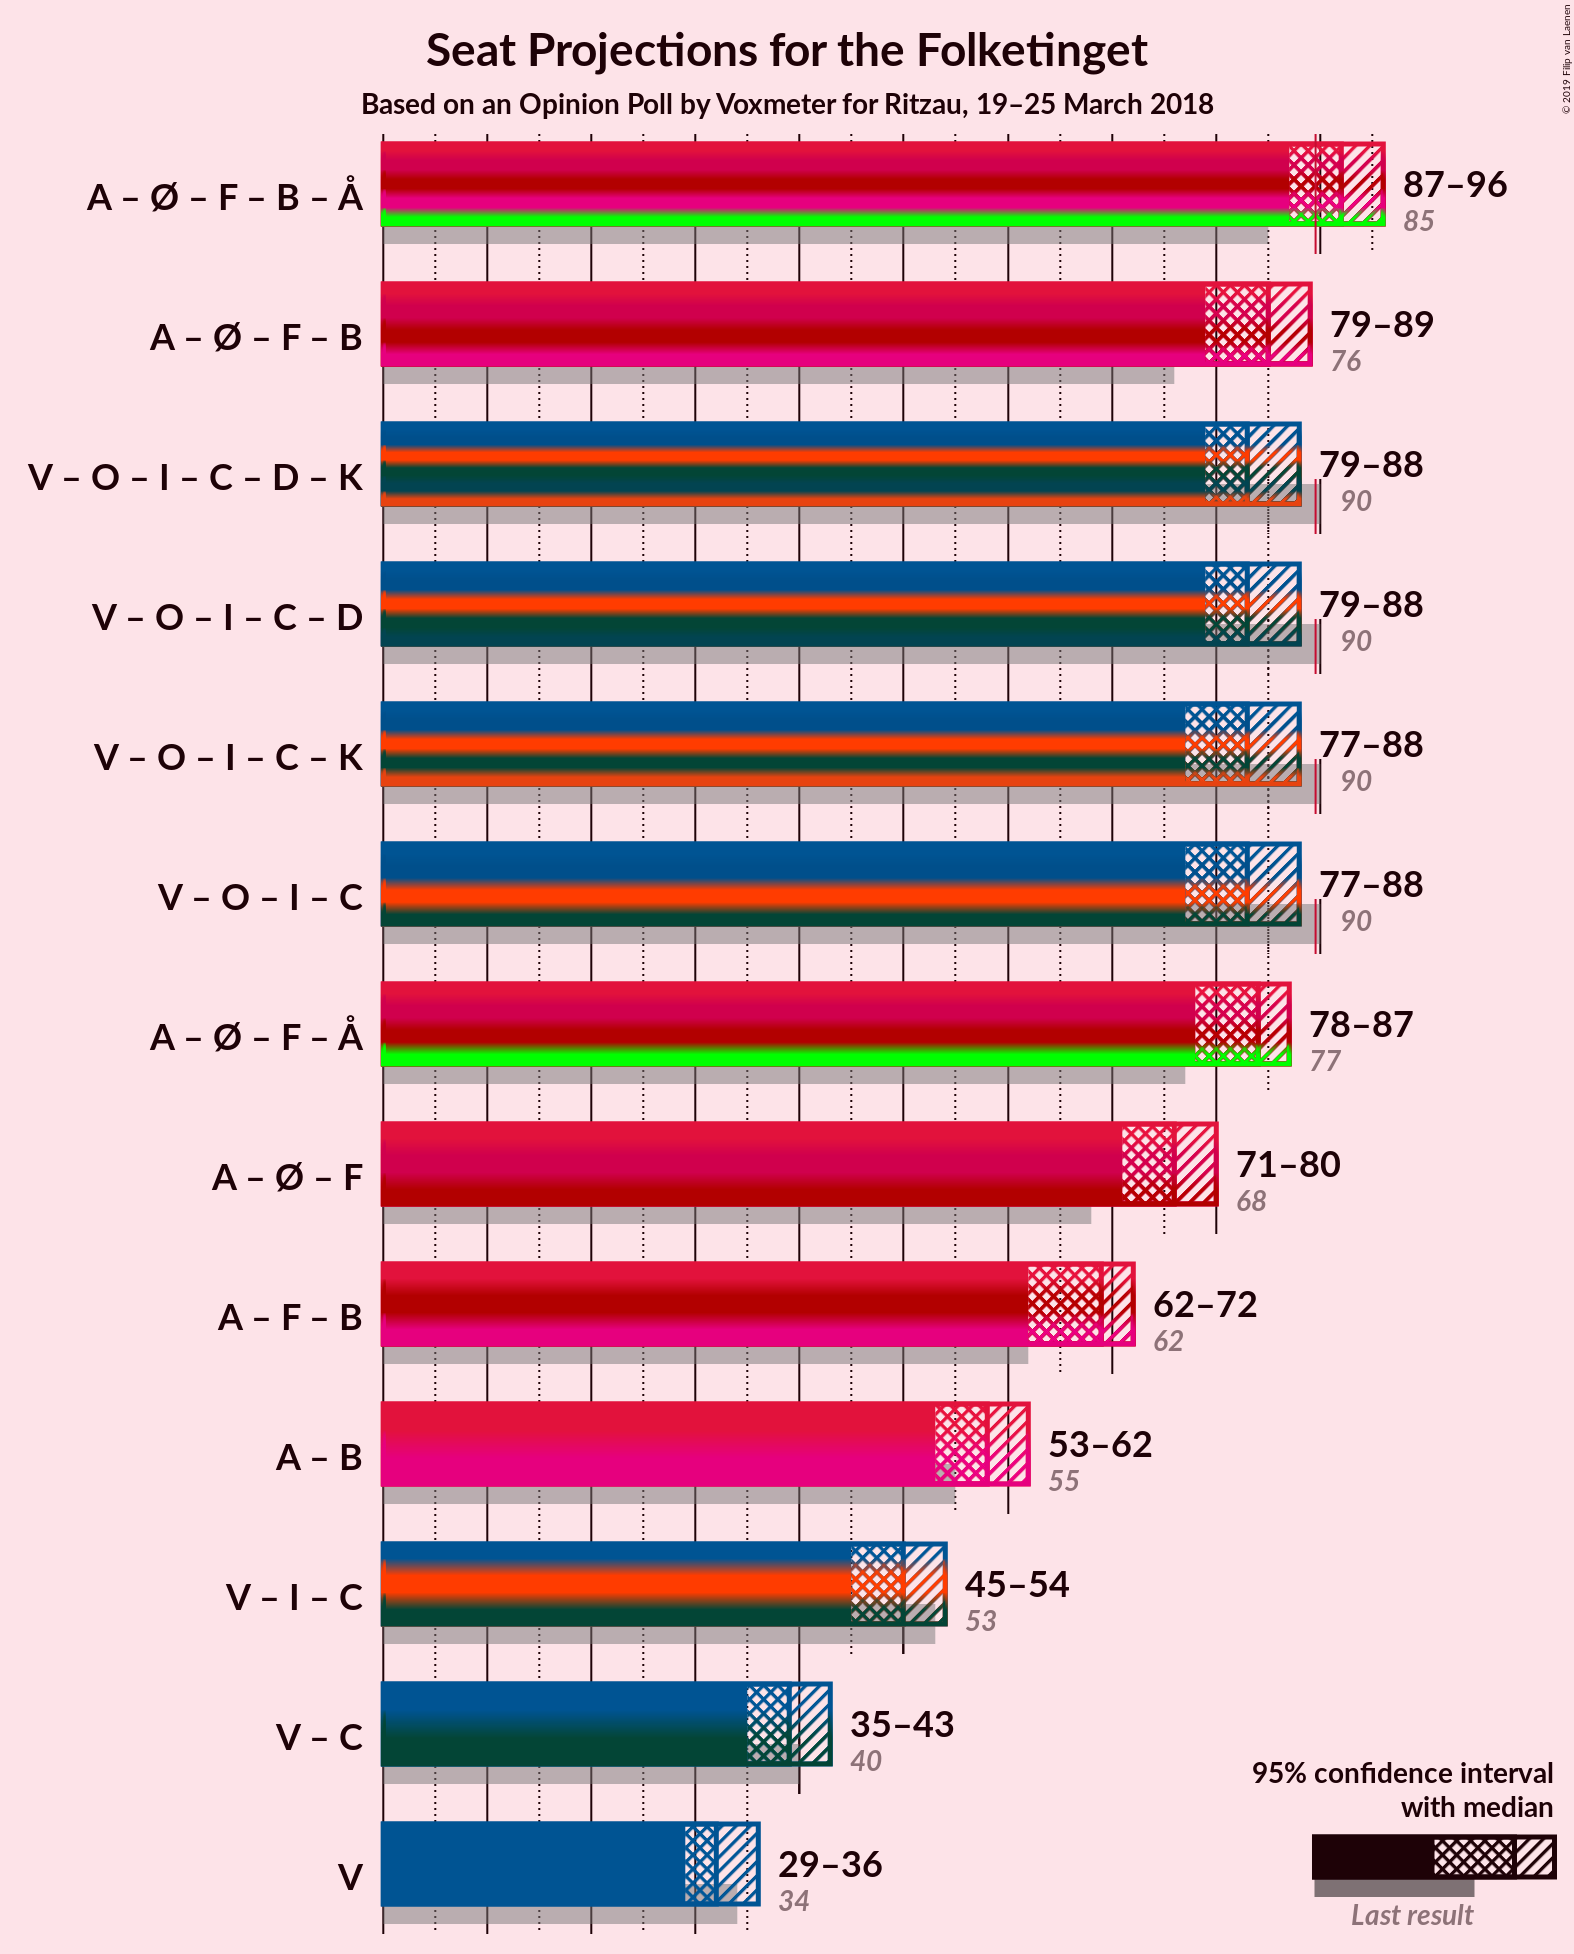 Seat Projections for the Folketinget
Based on an Opinion Poll by Voxmeter for Ritzau, 19–25 March 2018
© 2019 Filip van Laenen
A – Ø – F – B – Å
87–96
85
A – Ø – F – B
79–89
76
V – O – I – C – D – K
79–88
90
V – O – I – C – D
79–88
90
V – O – I – C – K
77–88
90
V – O – I – C
77–88
90
A – Ø – F – Å
78–87
77
A – Ø – F
71–80
68
A – F – B
62–72
62
A – B
53–62
55
V – I – C
45–54
53
V – C
35–43
40
V
29–36
34
95% confidence interval
with median
Last result